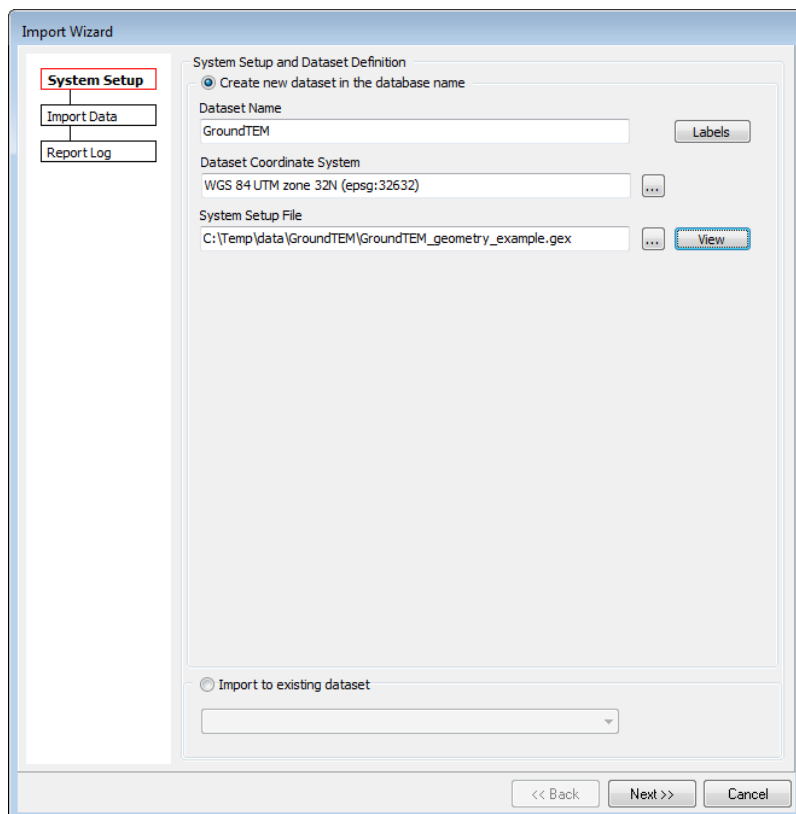 Import Wizard
System Setup
Import Data
Report Log
System Setup and Dataset Definition
Create new dataset in the database name
Dataset Name
GroundTEM
Labels
Dataset Coordinate System
WGS 84 UTM zone 32N (epsg:32632)
...
System Setup File
C:\Temp\data\GroundTEM\GroundTEM_geometry_example.gex
...
View
Import to existing dataset
<< Back
Next >>
Cancel